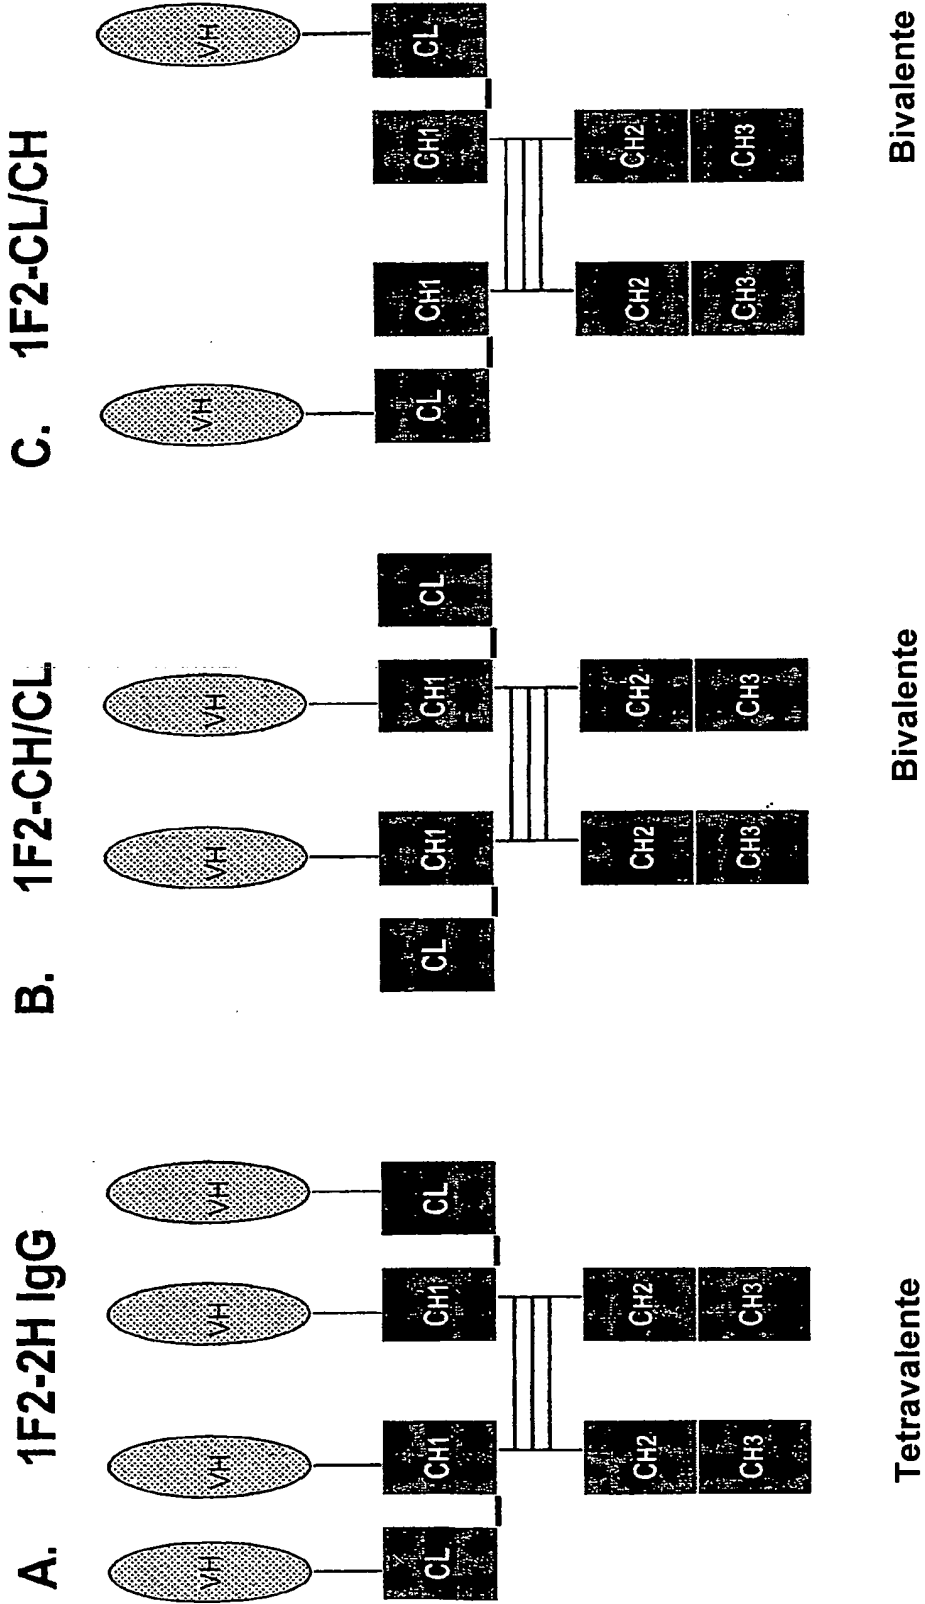 A. 1F2-2H IgG
VH VH VH VH
CL CH1 CH1 CL
CH2 CH2
CH3 CH3
Tetravalente
B. 1F2-CH/CL
VH VH
CL CH1 CH1 CL
CH2 CH2
CH3 CH3
Bivalente
C. 1F2-CL/CH
VH VH
CL CH1 CH1 CL
CH2 CH2
CH3 CH3
Bivalente